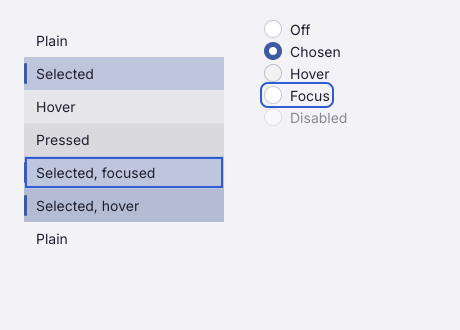 Plain
Selected
Hover
Pressed
Selected, focused
Selected, hover
Plain
Off
Chosen
Hover
Focus
Disabled